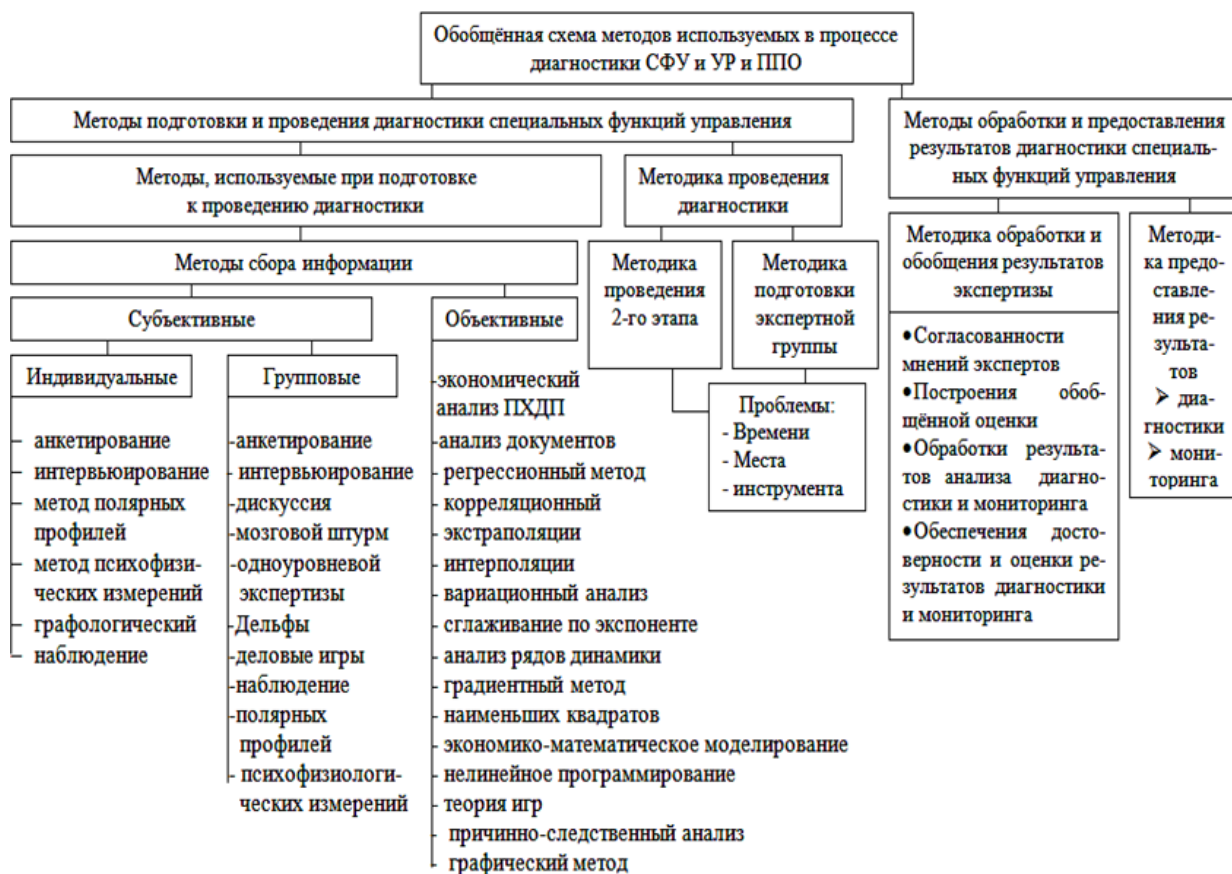 Обобщённая схема методов используемых в процессе
диагностики СФУ и УР и ППО
Методы подготовки и проведения диагностики специальных функций управления
Методы обработки и предоставления
результатов диагностики специаль-
ных функций управления
Методы, используемые при подготовке
к проведению диагностики
Методика проведения
диагностики
Методы сбора информации
Методика
проведения
2-го этапа
Методика
подготовки
экспертной
группы
Методика обработки и
обобщения результатов
экспертизы
Методи-
ка предо-
ставле-
ния ре-
зульта-
тов
➢ диа-
гностики
➢ мони-
торинга
Субъективные
Объективные
Индивидуальные
Групповые
– анкетирование
– интервьюирование
– метод полярных
профилей
– метод психофизи-
ческих измерений
– графологический
– наблюдение
-анкетирование
-интервьюирование
-дискуссия
-мозговой штурм
-одноуровневой
экспертизы
-Дельфы
-деловые игры
-наблюдение
-полярных
профилей
- психофизиологи-
ческих измерений
-экономический
анализ ПХДП
-анализ документов
- регрессионный метод
- корреляционный
- экстраполяции
- интерполяции
- вариационный анализ
- сглаживание по экспоненте
- анализ рядов динамики
- градиентный метод
- наименьших квадратов
- экономико-математическое моделирование
- нелинейное программирование
- теория игр
- причинно-следственный анализ
- графический метод
Проблемы:
- Времени
- Места
- инструмента
●Согласованности
мнений экспертов
●Построения обоб-
щённой оценки
●Обработки результа-
тов анализа диагно-
стики и мониторинга
●Обеспечения досто-
верности и оценки ре-
зультатов диагностики
и мониторинга